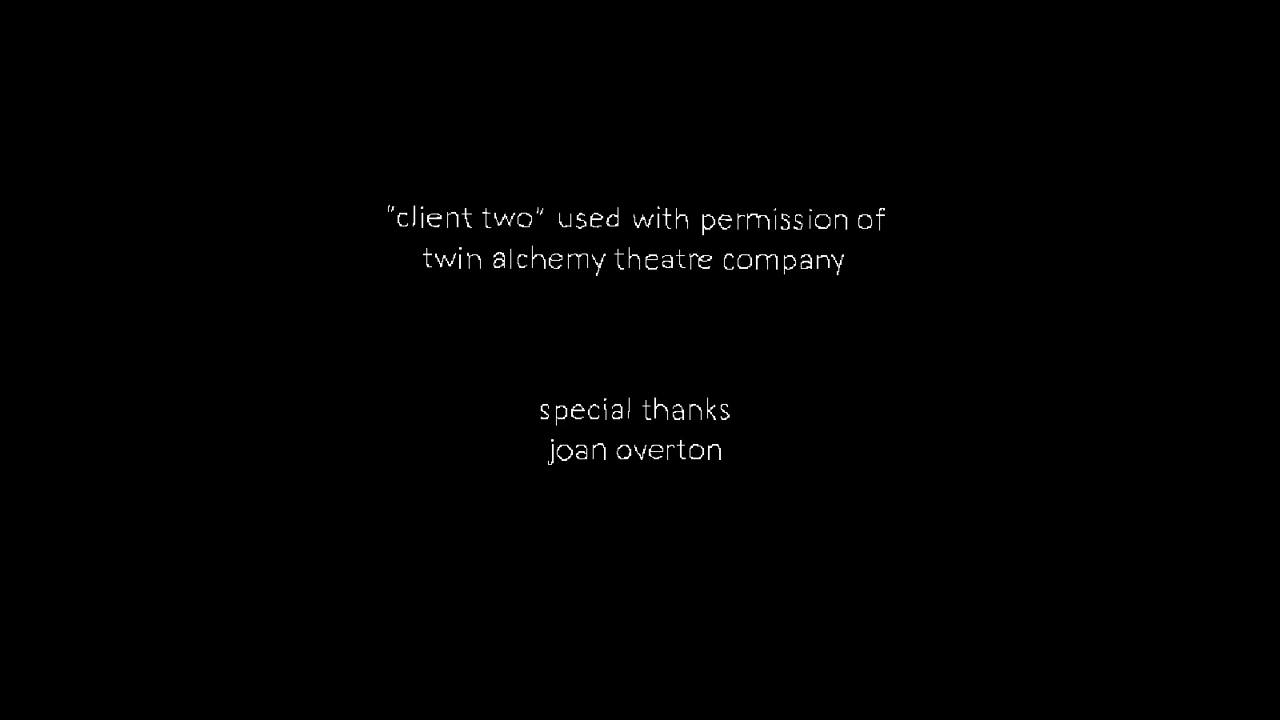 "client two" used with permission of
twin alchemy theatre company
special thanks
joan overton